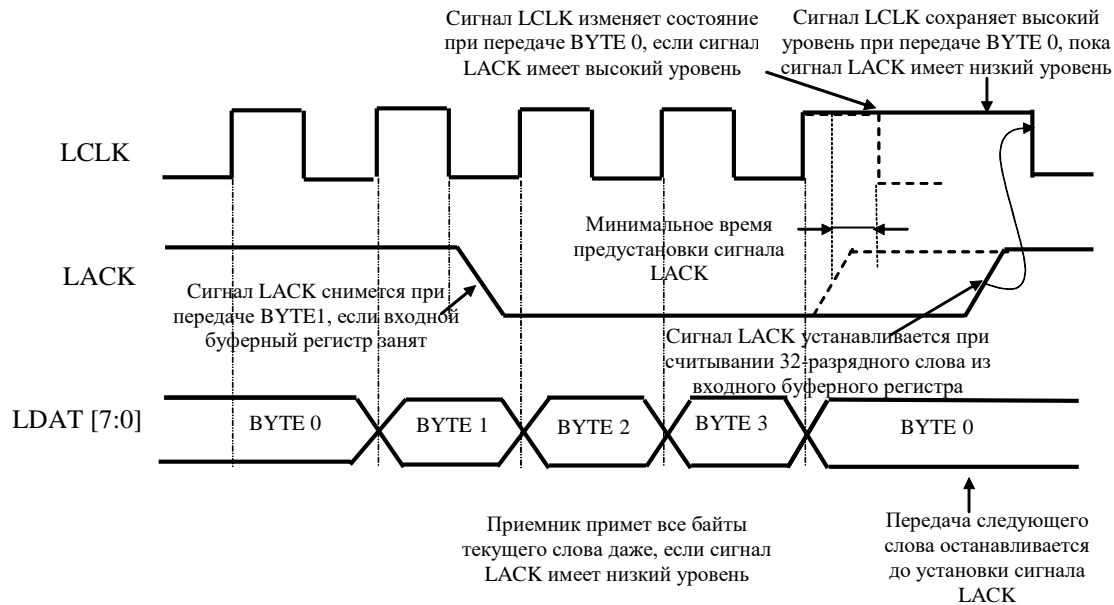 Сигнал LCLK изменяет состояние
при передаче BYTE 0, если сигнал
LACK имеет высокий уровень
Сигнал LCLK сохраняет высокий
уровень при передаче BYTE 0, пока
сигнал LACK имеет низкий уровень
LCLK
Минимальное время
предустановки сигнала
LACK
LACK
Сигнал LACK снимется при
передаче BYTE1, если входной
буферный регистр занят
Сигнал LACK устанавливается при
считывании 32-разрядного слова из
входного буферного регистра
LDAT [7:0]
BYTE 0
BYTE 1
BYTE 2
BYTE 3
BYTE 0
Приемник примет все байты
текущего слова даже, если сигнал
LACK имеет низкий уровень
Передача следующего
слова останавливается
до установки сигнала
LACK